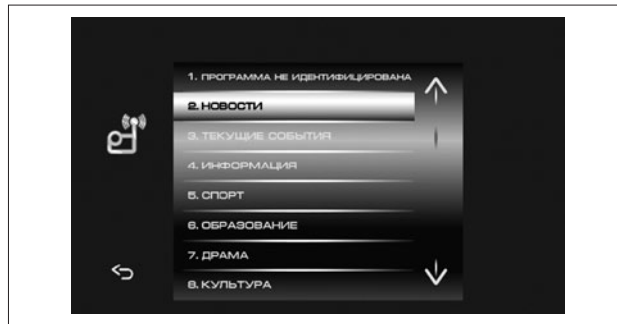 1. ПРОГРАММА НЕ ИДЕНТИФИЦИРОВАНА
2. НОВОСТИ
3. ТЕКУЩИЕ СОБЫТИЯ
4. ИНФОРМАЦИЯ
5. СПОРТ
6. ОБРАЗОВАНИЕ
7. ДРАМА
8. КУЛЬТУРА